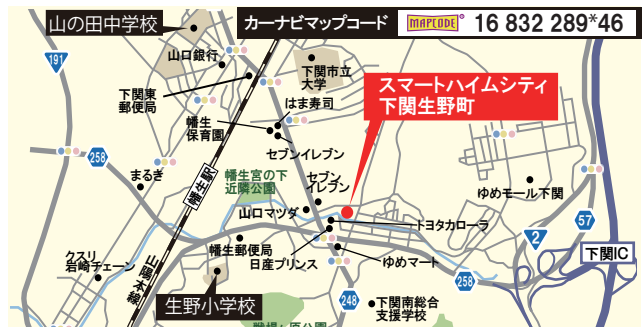 山の田中学校
カーナビマップコード
MAPCODE
16 832 289*46
191
山口銀行
下関市立
大学
下関東
郵便局
はま寿司
スマートハイムシティ
下関生野町
幡生
保育園
セブンイレブン
258
まるき
幡生駅
幡生宮の下
近隣公園
セブン
イレブン
ゆめモール下関
山口マツダ
トヨタカローラ
57
2
幡生郵便局
日産プリンス
ゆめマート
下関IC
クスリ
岩崎チェーン
山陽本線
生野小学校
258
248
下関南総合
支援学校
戦場ヶ原公園